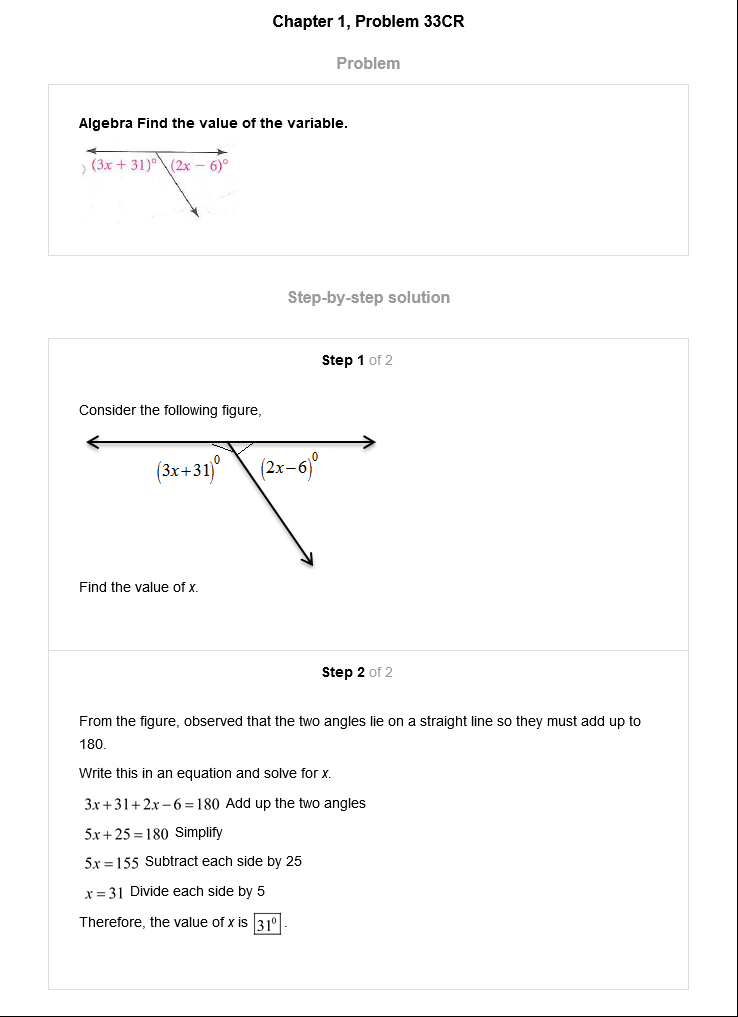 Chapter 1, Problem 33CR
Problem
Algebra Find the value of the variable.
) (3x + 31)° (2x − 6)°
Step-by-step solution
Step 1 of 2
Consider the following figure,
(3x+31)⁰ (2x−6)⁰
Find the value of x.
Step 2 of 2
From the figure, observed that the two angles lie on a straight line so they must add up to
180.
Write this in an equation and solve for x.
3x+31+2x−6=180 Add up the two angles
5x+25=180 Simplify
5x=155 Subtract each side by 25
x=31 Divide each side by 5
Therefore, the value of x is 31⁰.